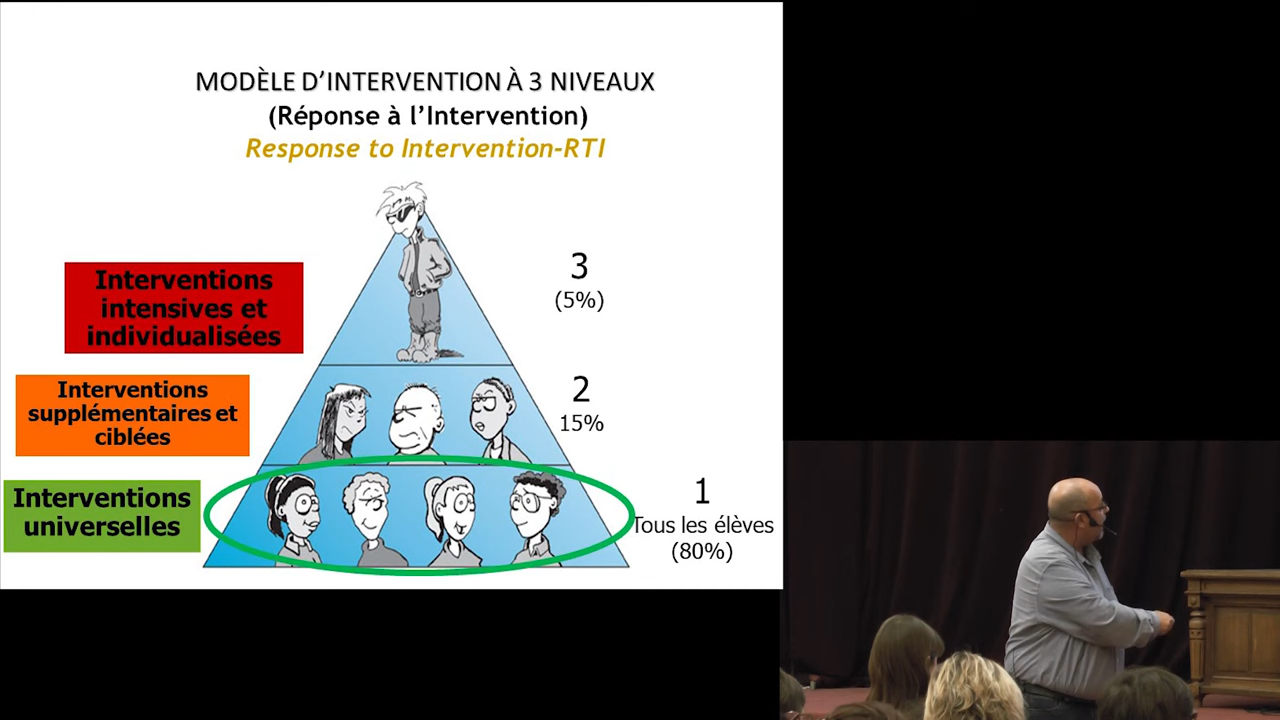 MODÈLE D’INTERVENTION À 3 NIVEAUX
(Réponse à l’Intervention)
Response to Intervention-RTI
Interventions
intensives et
individualisées
3
(5%)
Interventions
supplémentaires et
ciblées
2
15%
Interventions
universelles
1
Tous les élèves
(80%)